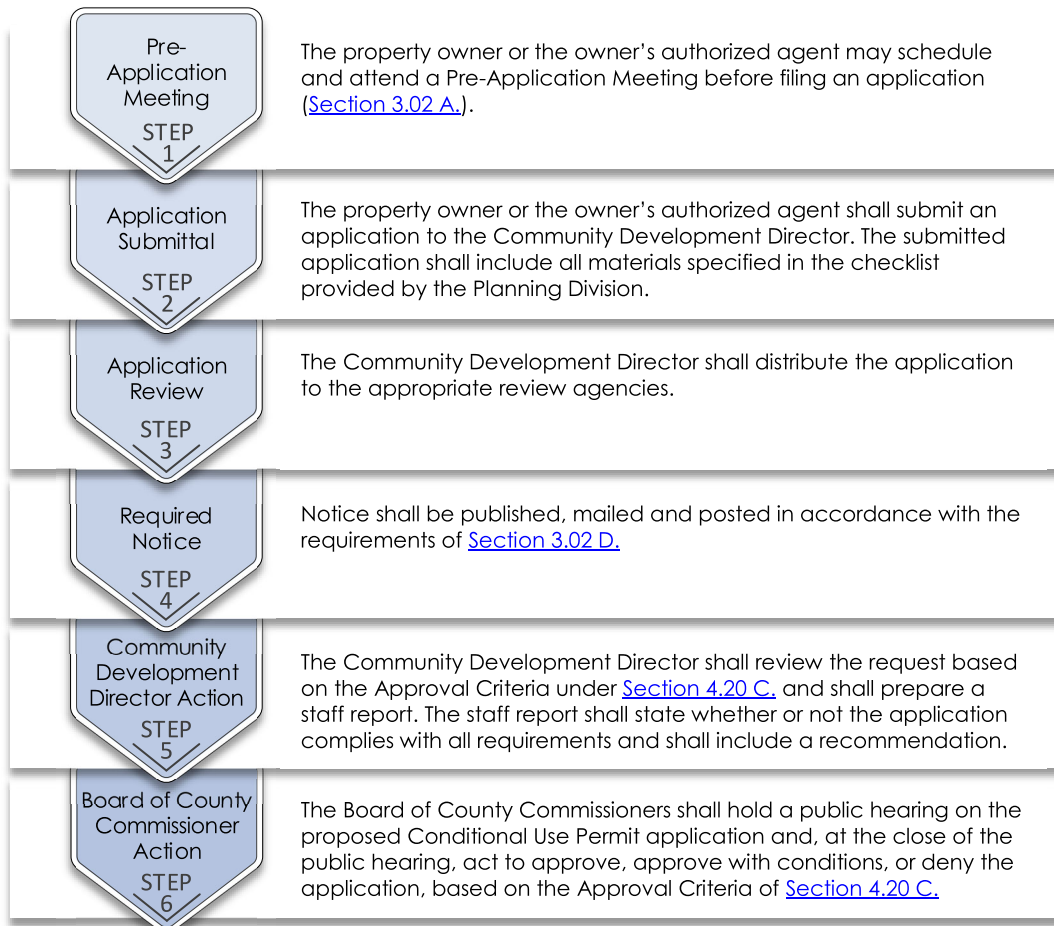 Pre-
Application
Meeting
STEP
1
The property owner or the owner's authorized agent may schedule
and attend a Pre-Application Meeting before filing an application
(Section 3.02 A.).
Application
Submittal
STEP
2
The property owner or the owner's authorized agent shall submit an
application to the Community Development Director. The submitted
application shall include all materials specified in the checklist
provided by the Planning Division.
Application
Review
STEP
3
The Community Development Director shall distribute the application
to the appropriate review agencies.
Required
Notice
STEP
4
Notice shall be published, mailed and posted in accordance with the
requirements of Section 3.02 D.
Community
Development
Director Action
STEP
5
The Community Development Director shall review the request based
on the Approval Criteria under Section 4.20 C. and shall prepare a
staff report. The staff report shall state whether or not the application
complies with all requirements and shall include a recommendation.
Board of County
Commissioner
Action
STEP
6
The Board of County Commissioners shall hold a public hearing on the
proposed Conditional Use Permit application and, at the close of the
public hearing, act to approve, approve with conditions, or deny the
application, based on the Approval Criteria of Section 4.20 C.